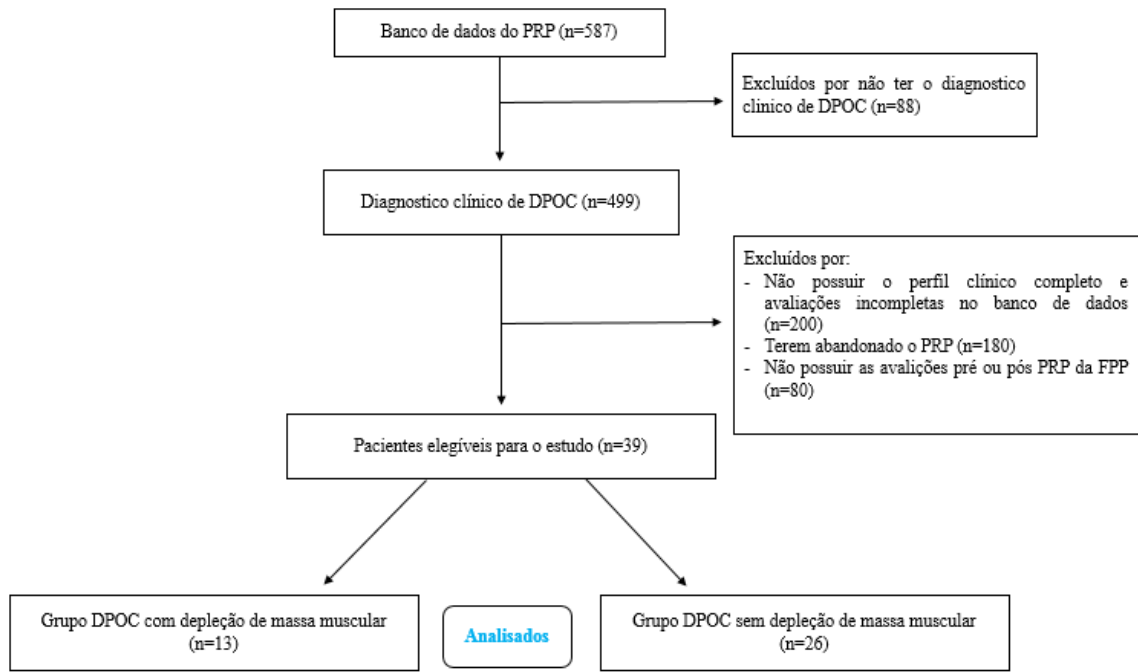 Banco de dados do PRP (n=587)
Excluídos por não ter o diagnostico
clinico de DPOC (n=88)
Diagnostico clínico de DPOC (n=499)
Excluídos por:
- Não possuir o perfil clínico completo e
avaliações incompletas no banco de dados
(n=200)
- Terem abandonado o PRP (n=180)
- Não possuir as avalições pré ou pós PRP da FPP
(n=80)
Pacientes elegíveis para o estudo (n=39)
Grupo DPOC com depleção de massa muscular
(n=13)
Analisados
Grupo DPOC sem depleção de massa muscular
(n=26)